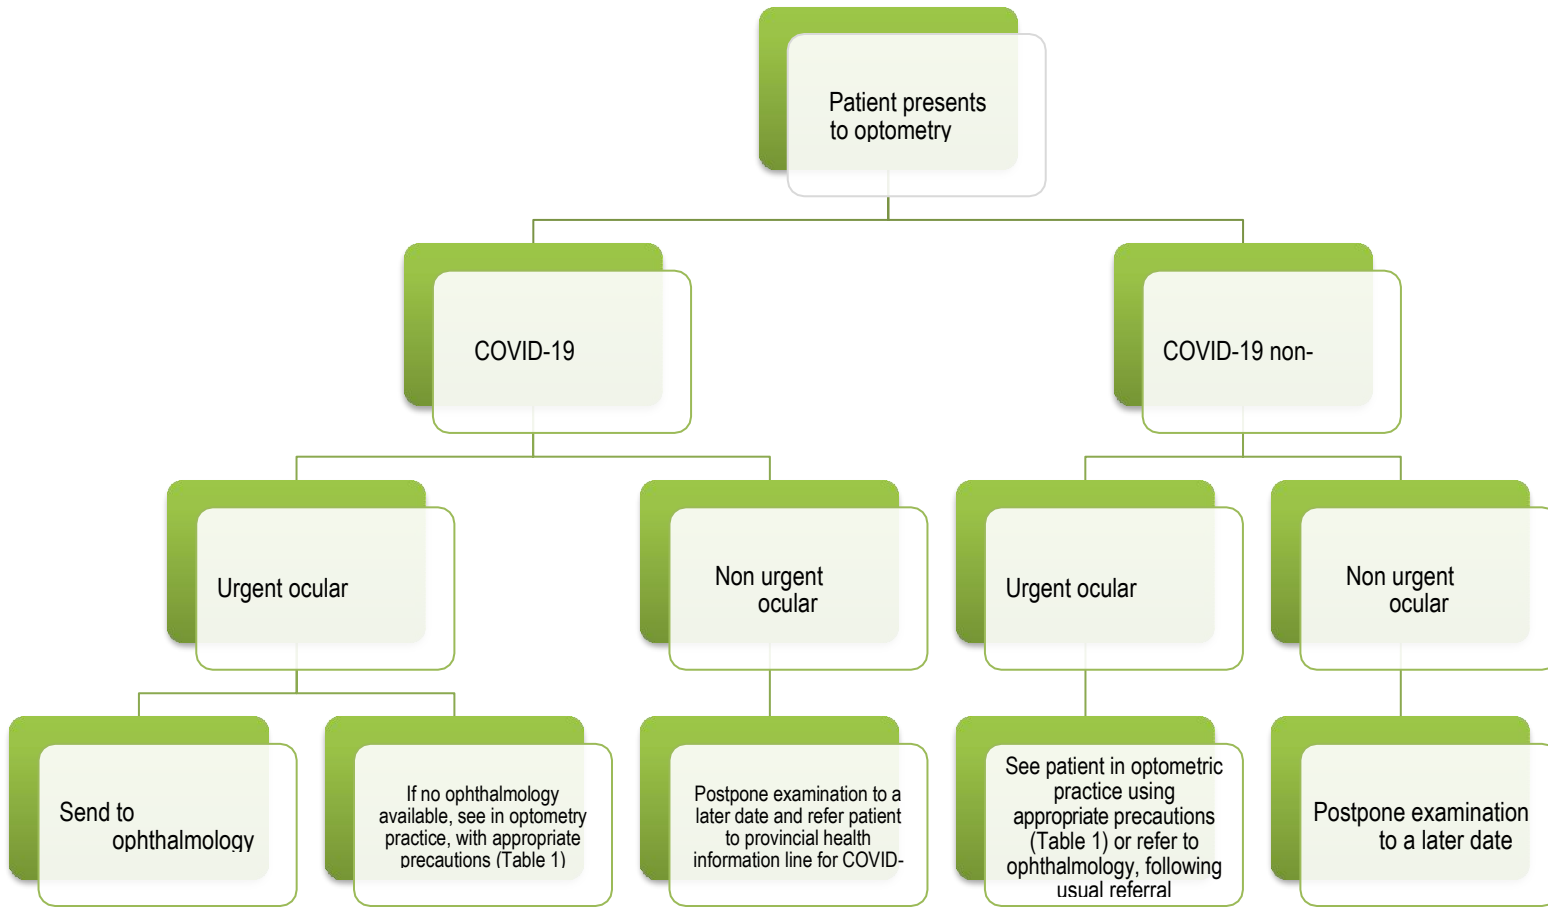 Patient presents
to optometry
COVID-19
COVID-19 non-
Urgent ocular
Non urgent
ocular
Urgent ocular
Non urgent
ocular
Send to
ophthalmology
If no ophthalmology
available, see in optometry
practice, with appropriate
precautions (Table 1)
Postpone examination to a
later date and refer patient
to provincial health
information line for COVID-
See patient in optometric
practice using
appropriate precautions
(Table 1) or refer to
ophthalmology, following
usual referral
Postpone examination
to a later date